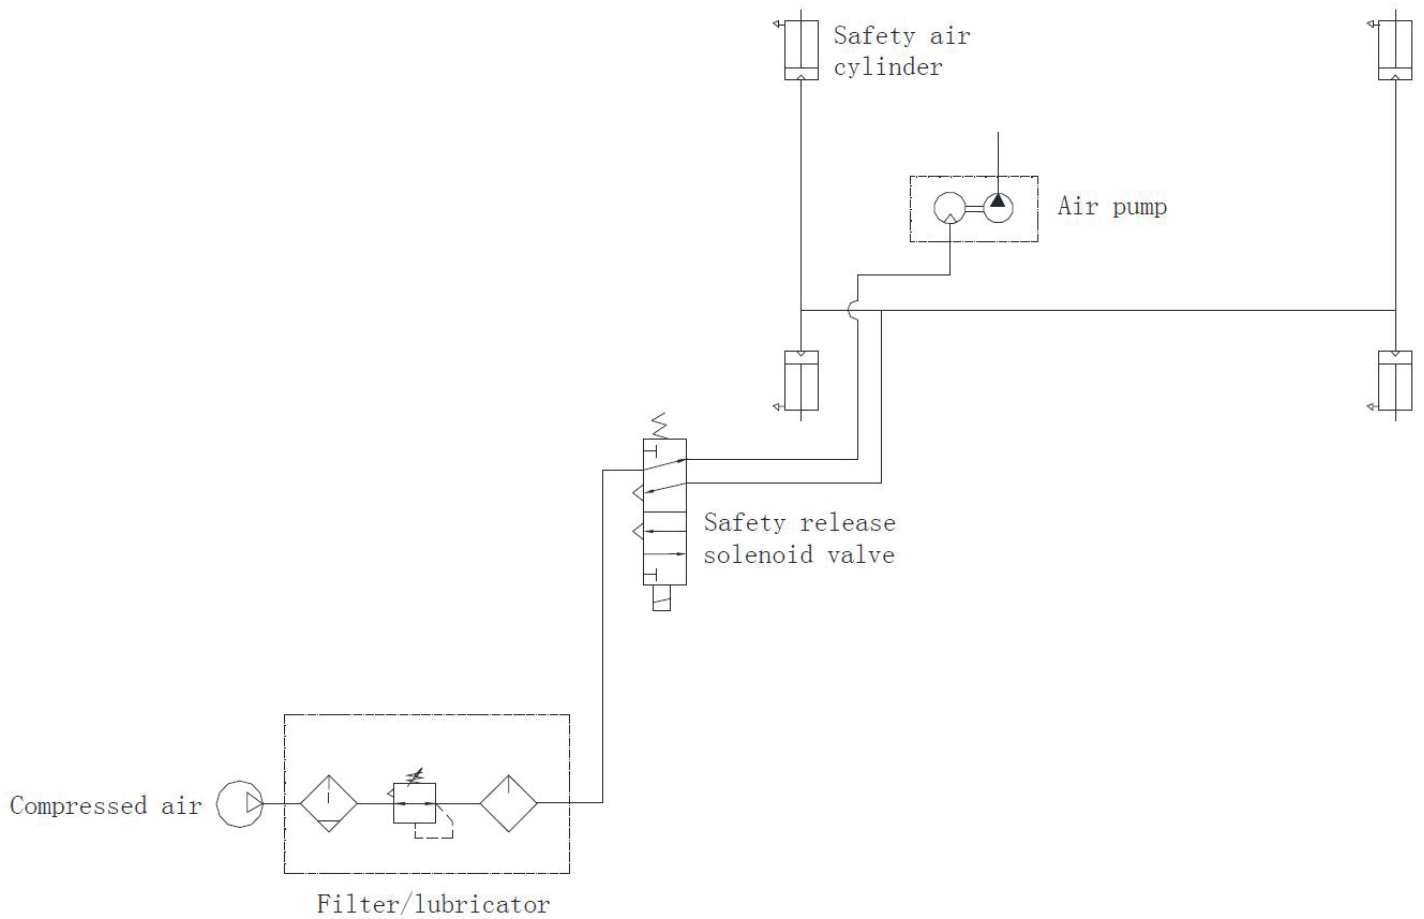 Safety air
cylinder
Air pump
Safety release
solenoid valve
Compressed air
Filter/lubricator